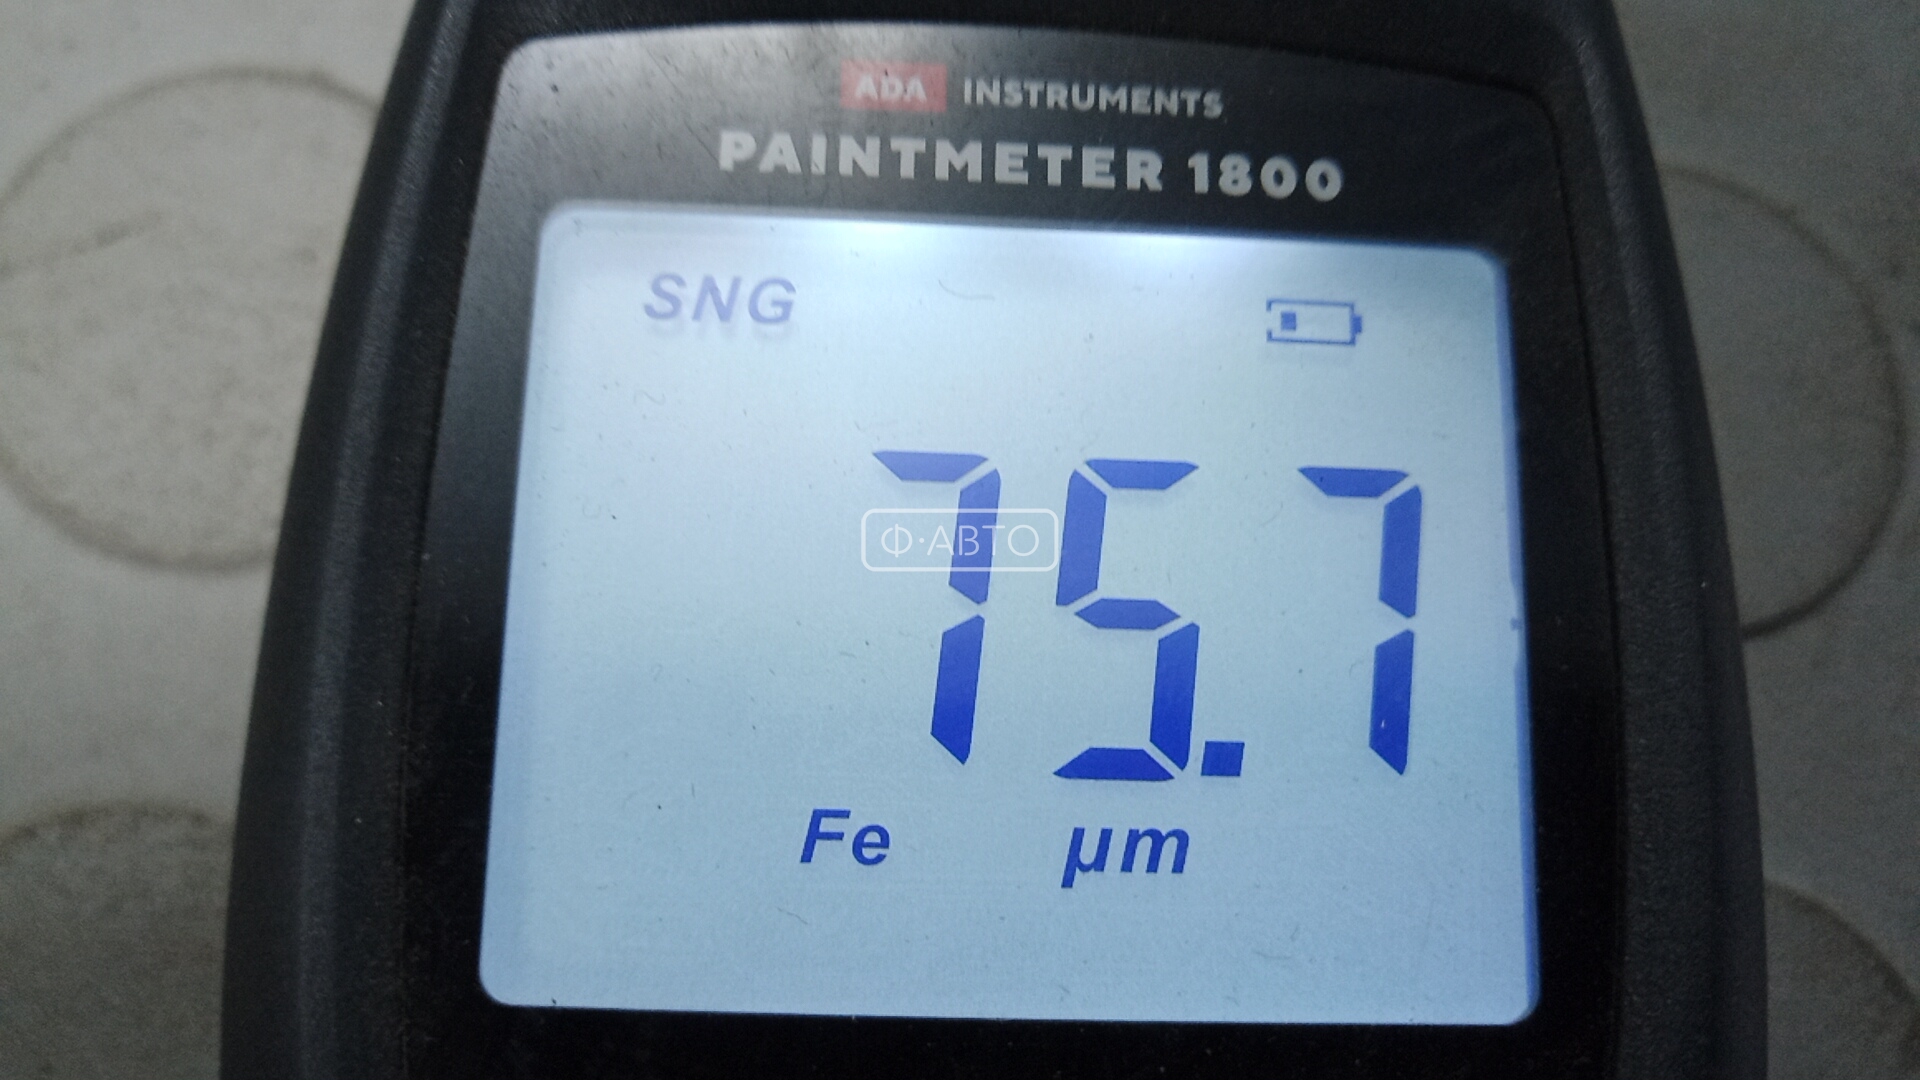 ADA INSTRUMENTS
PAINTMETER 1800
SNG
75.7
Ф·АВТО
Fe µm